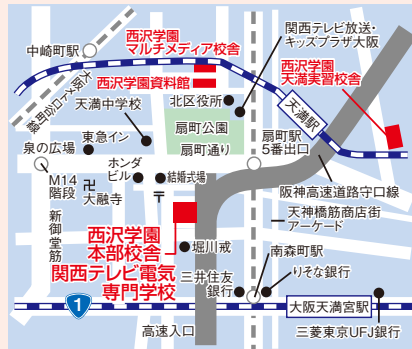 中崎町駅
西沢学園
マルチメディア校舎
関西テレビ放送・
キッズプラザ大阪
西沢学園資料館
西沢学園
天満実習校舎
大阪メトロ谷町線
天満中学校
北区役所
天満駅
東急イン
扇町公園
扇町駅
5番出口
泉の広場
ホンダ
ビル
扇町通り
結婚式場
M14
階段
卍
大融寺
〒
阪神高速道路守口線
新御堂筋
西沢学園
本部校舎
関西テレビ電気
専門学校
天神橋筋商店街
アーケード
堀川戎
南森町駅
三井住友
銀行
りそな銀行
1
大阪天満宮駅
高速入口
三菱東京UFJ銀行